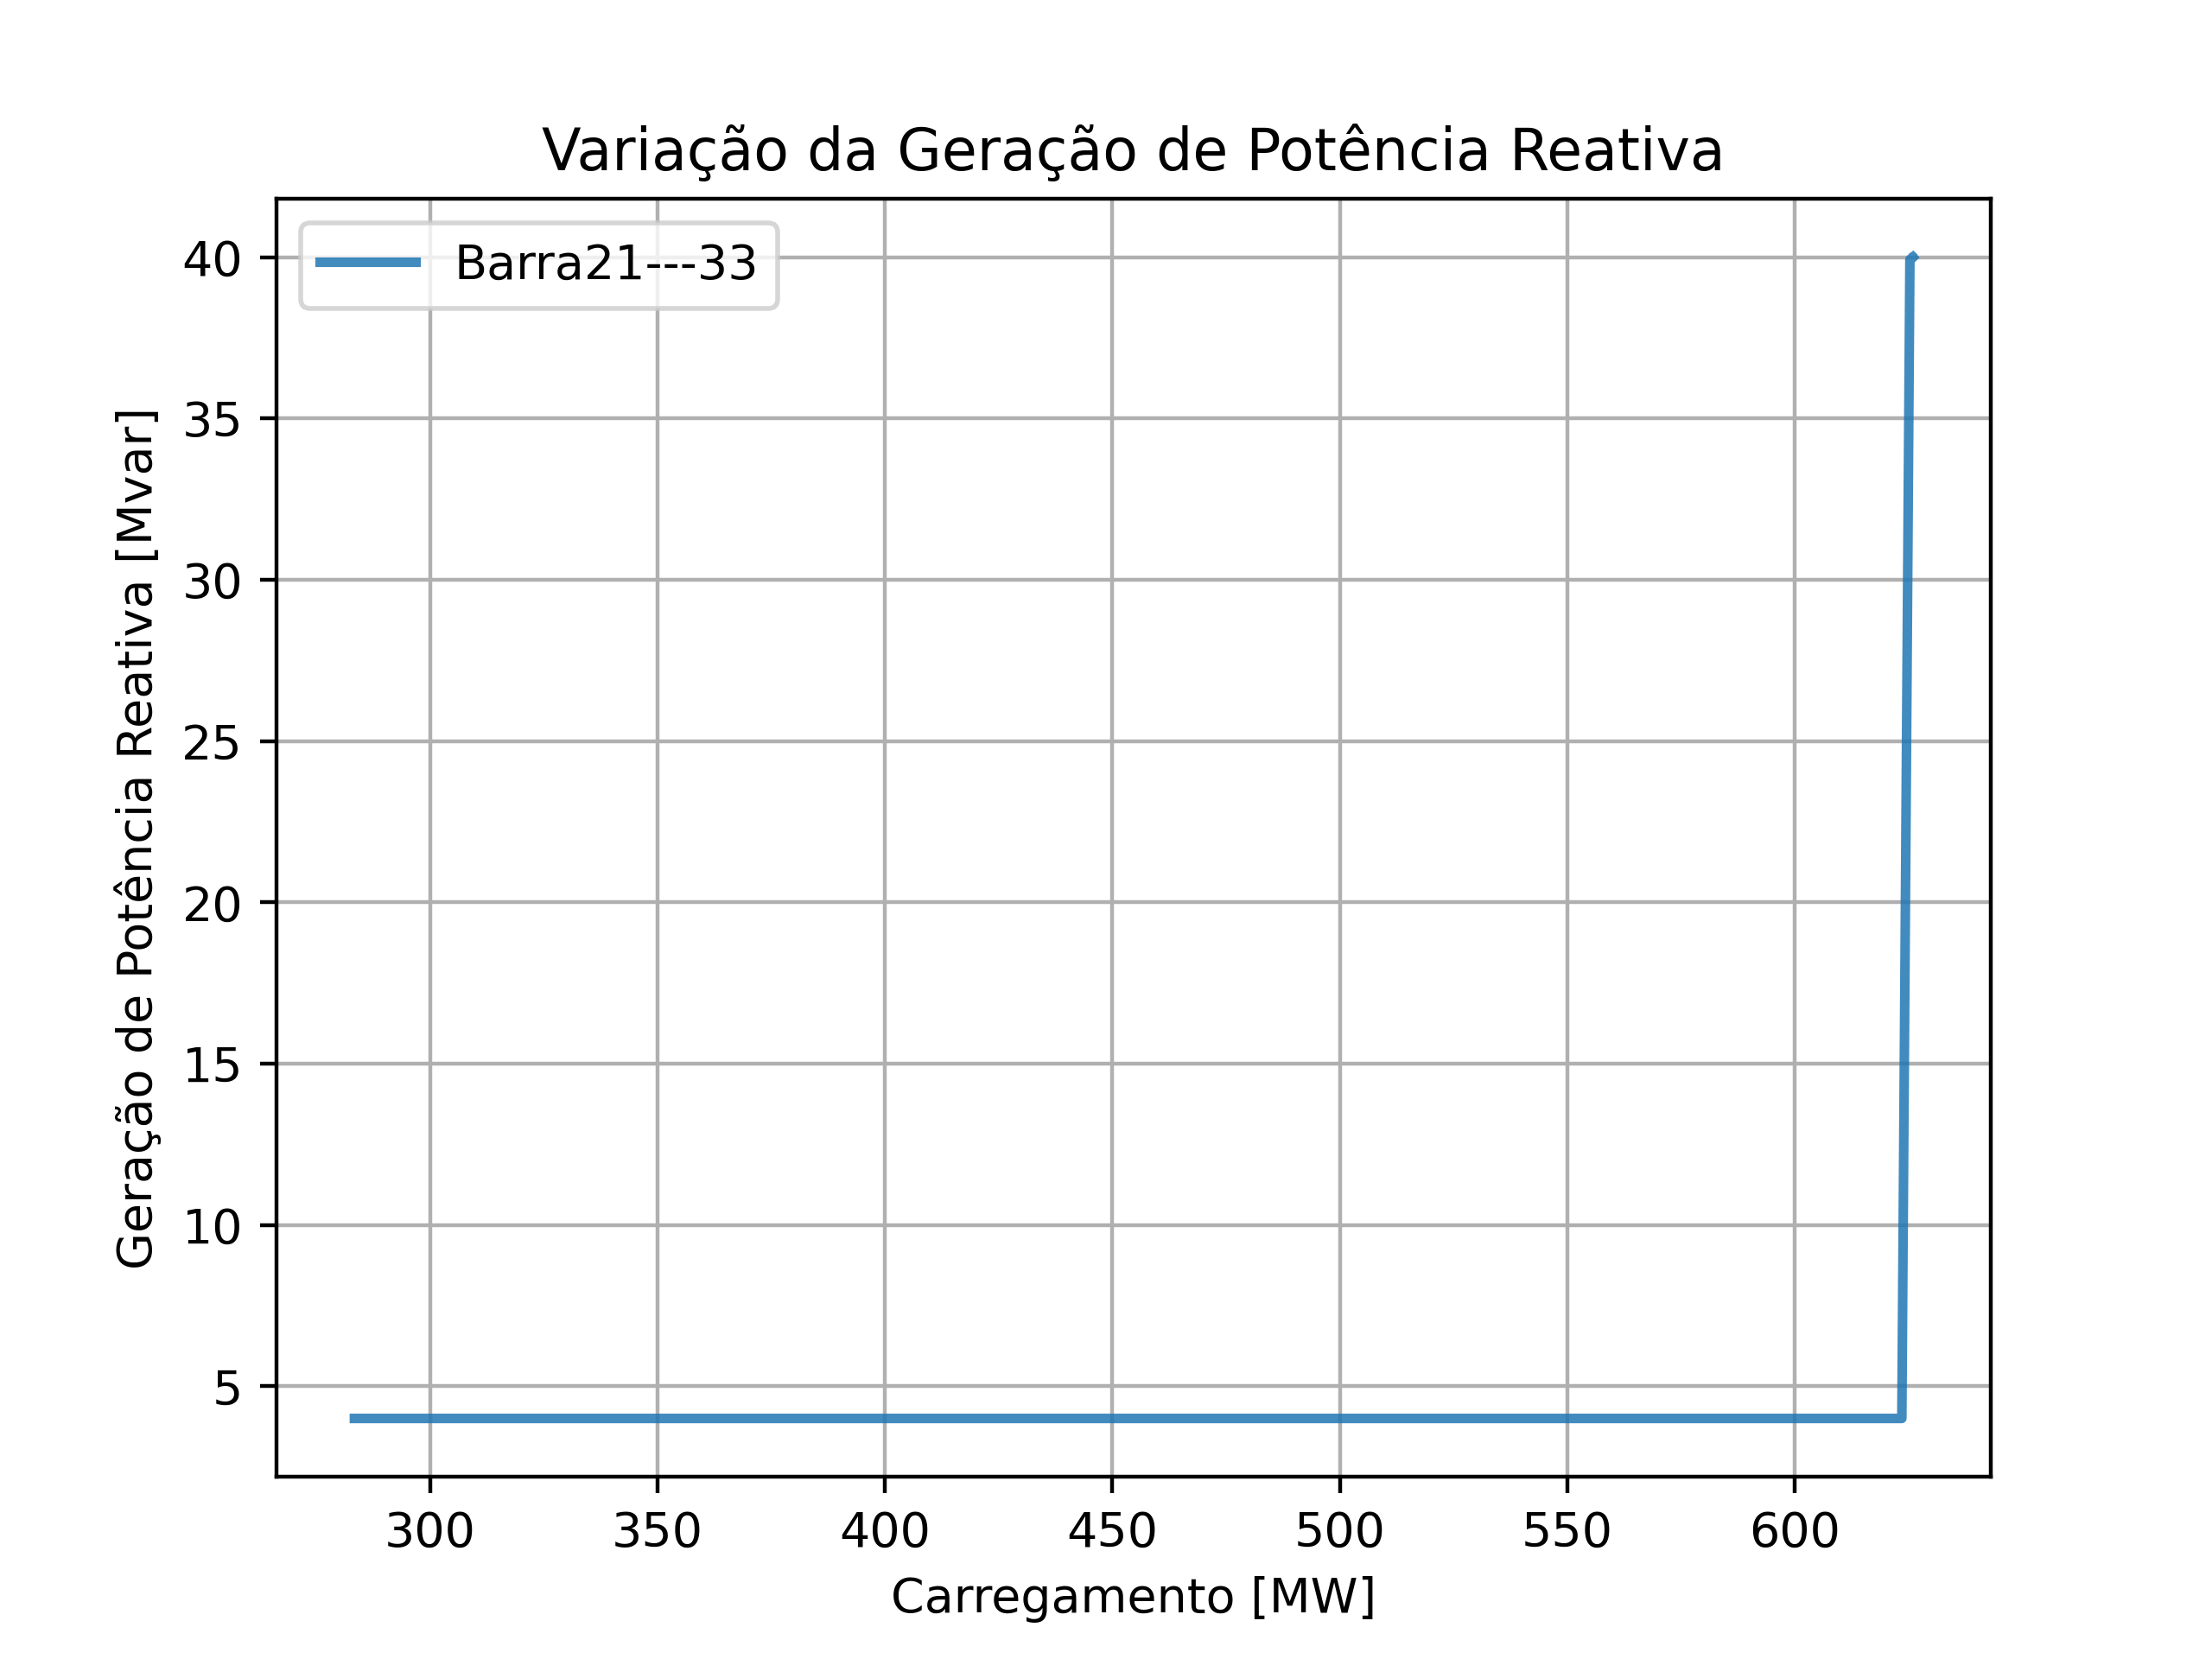 Variação da Geração de Potência Reativa
Barra21---33
Geração de Potência Reativa [Mvar]
40
35
30
25
20
15
10
5
300 350 400 450 500 550 600
Carregamento [MW]